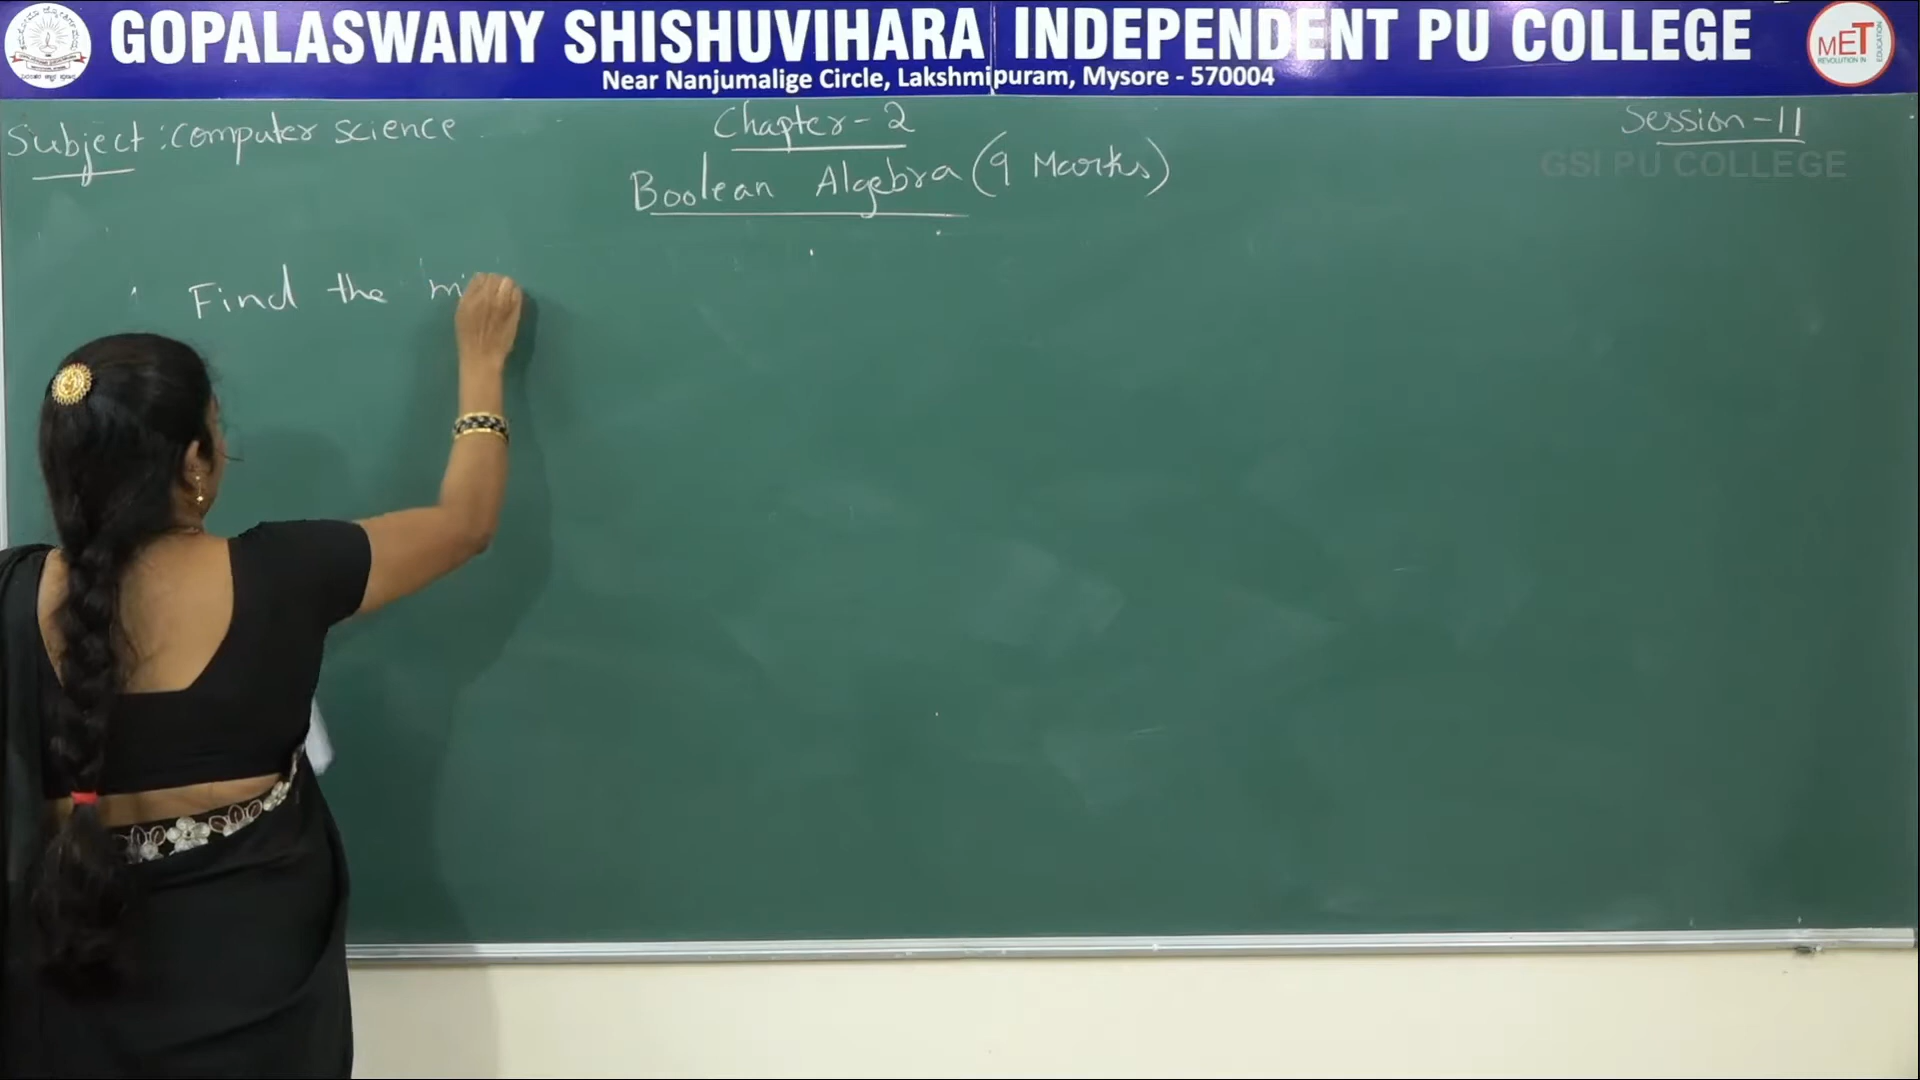 GOPALASWAMY SHISHUVIHARA INDEPENDENT PU COLLEGE
Near Nanjumalige Circle, Lakshmipuram, Mysore - 570004
MET
REVOLUTION IN EDUCATION
Subject : computer science
Chapter - 2
Session - 11
Boolean Algebra (9 Marks)
GSI PU COLLEGE
Find the mi